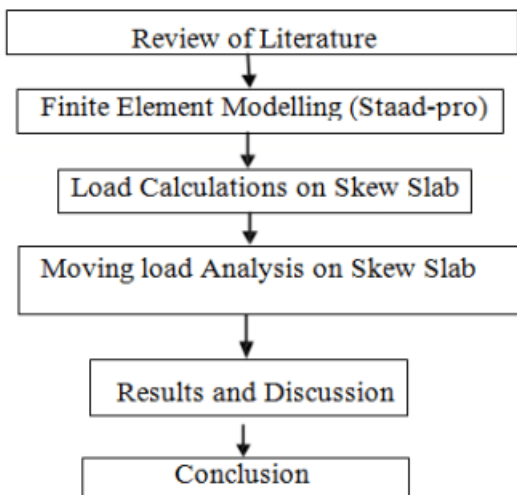 Review of Literature
Finite Element Modelling (Staad-pro)
Load Calculations on Skew Slab
Moving load Analysis on Skew Slab
Results and Discussion
Conclusion